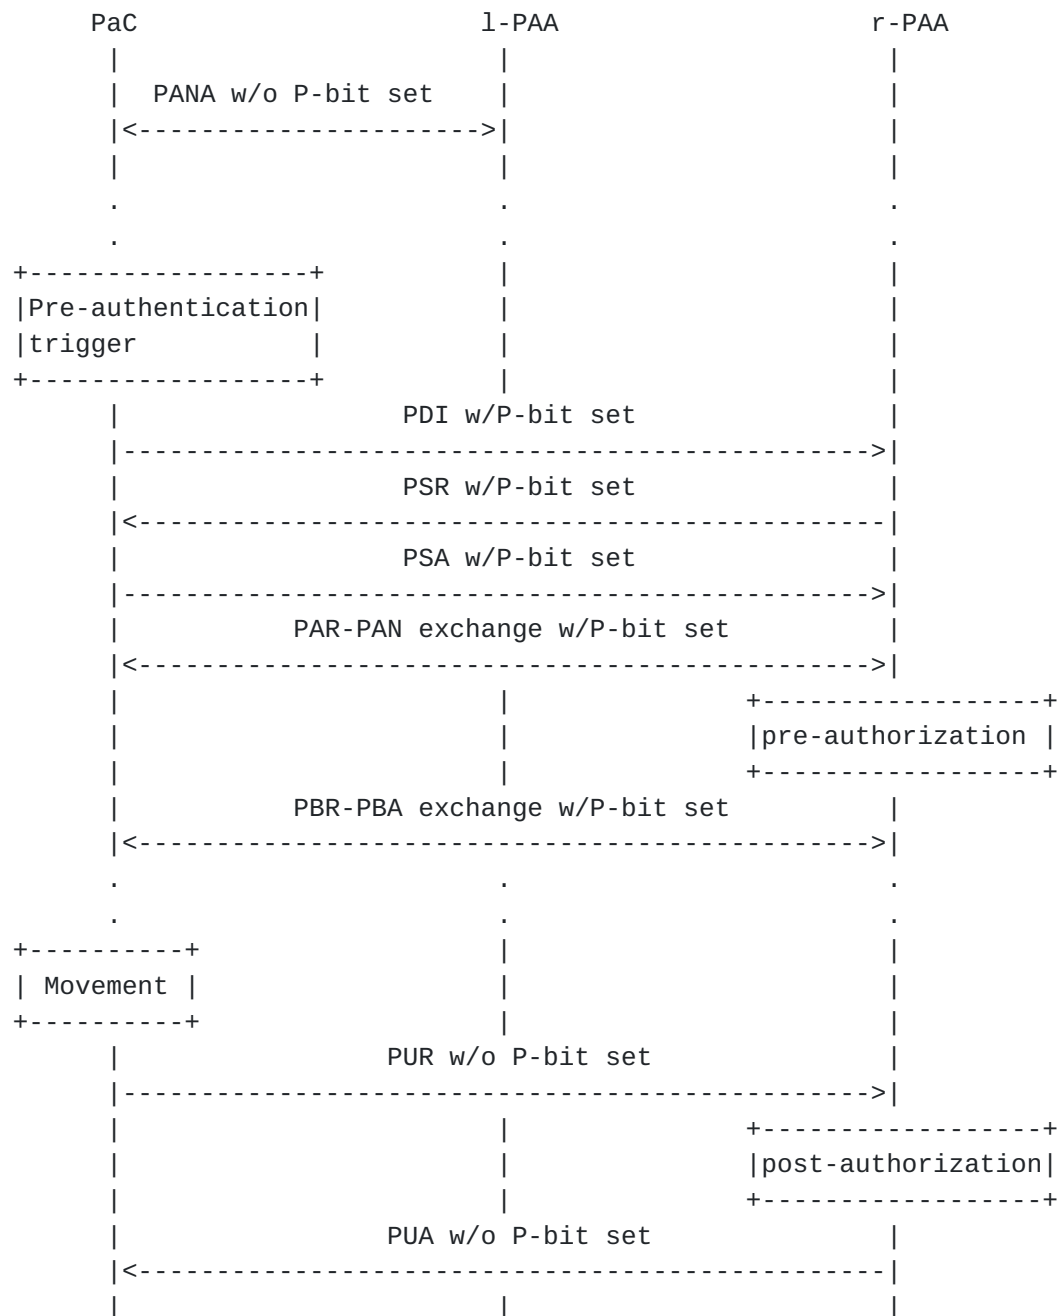 PaC l-PAA r-PAA
PANA w/o P-bit set
Pre-authentication
trigger
PDI w/P-bit set
PSR w/P-bit set
PSA w/P-bit set
PAR-PAN exchange w/P-bit set
pre-authorization
PBR-PBA exchange w/P-bit set
Movement
PUR w/o P-bit set
post-authorization
PUA w/o P-bit set